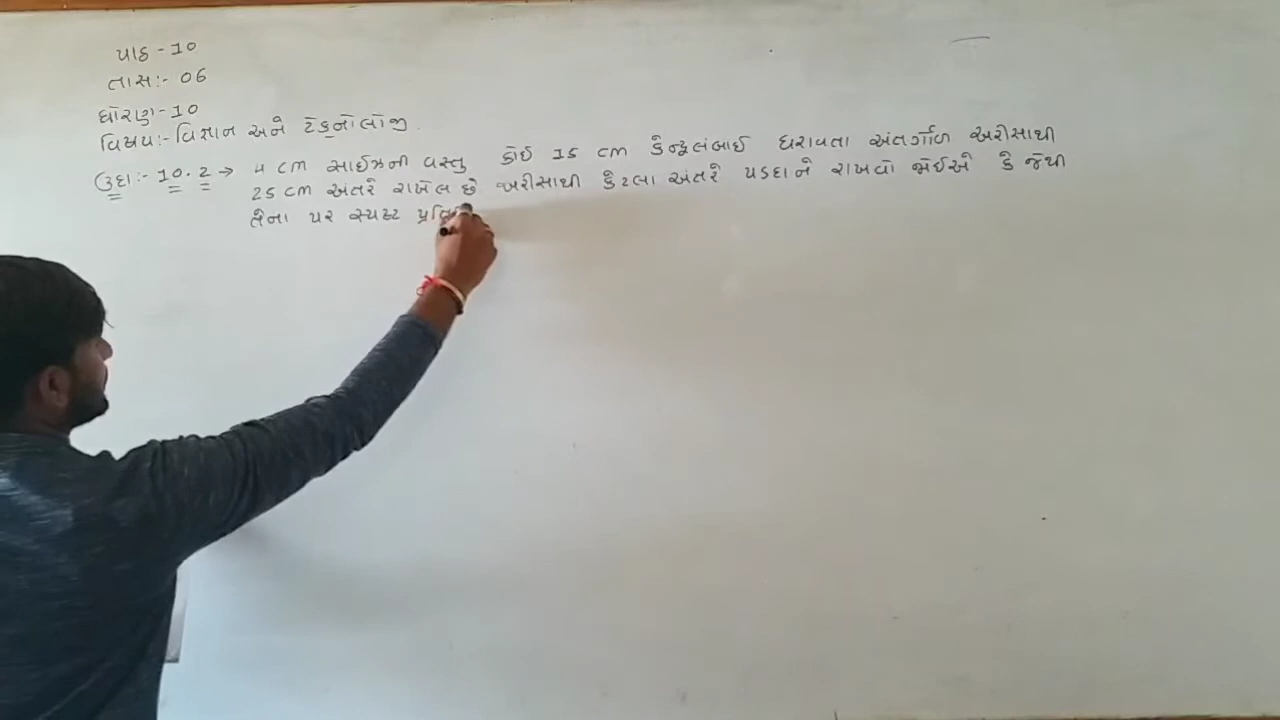 પાઠ - 10
તાસ :- 06
ધોરણ - 10
વિષય :- વિજ્ઞાન અને ટેકનોલોજી
ઉદા :- 10.2 → 4 cm સાઈઝની વસ્તુ કોઈ 15 cm કેન્દ્રલંબાઈ ધરાવતા અંતર્ગોળ અરીસાથી
25 cm અંતરે રાખેલ છે અરીસાથી કેટલા અંતરે પડદાને રાખવો જોઈએ કે જેથી
તેના પર સ્પષ્ટ